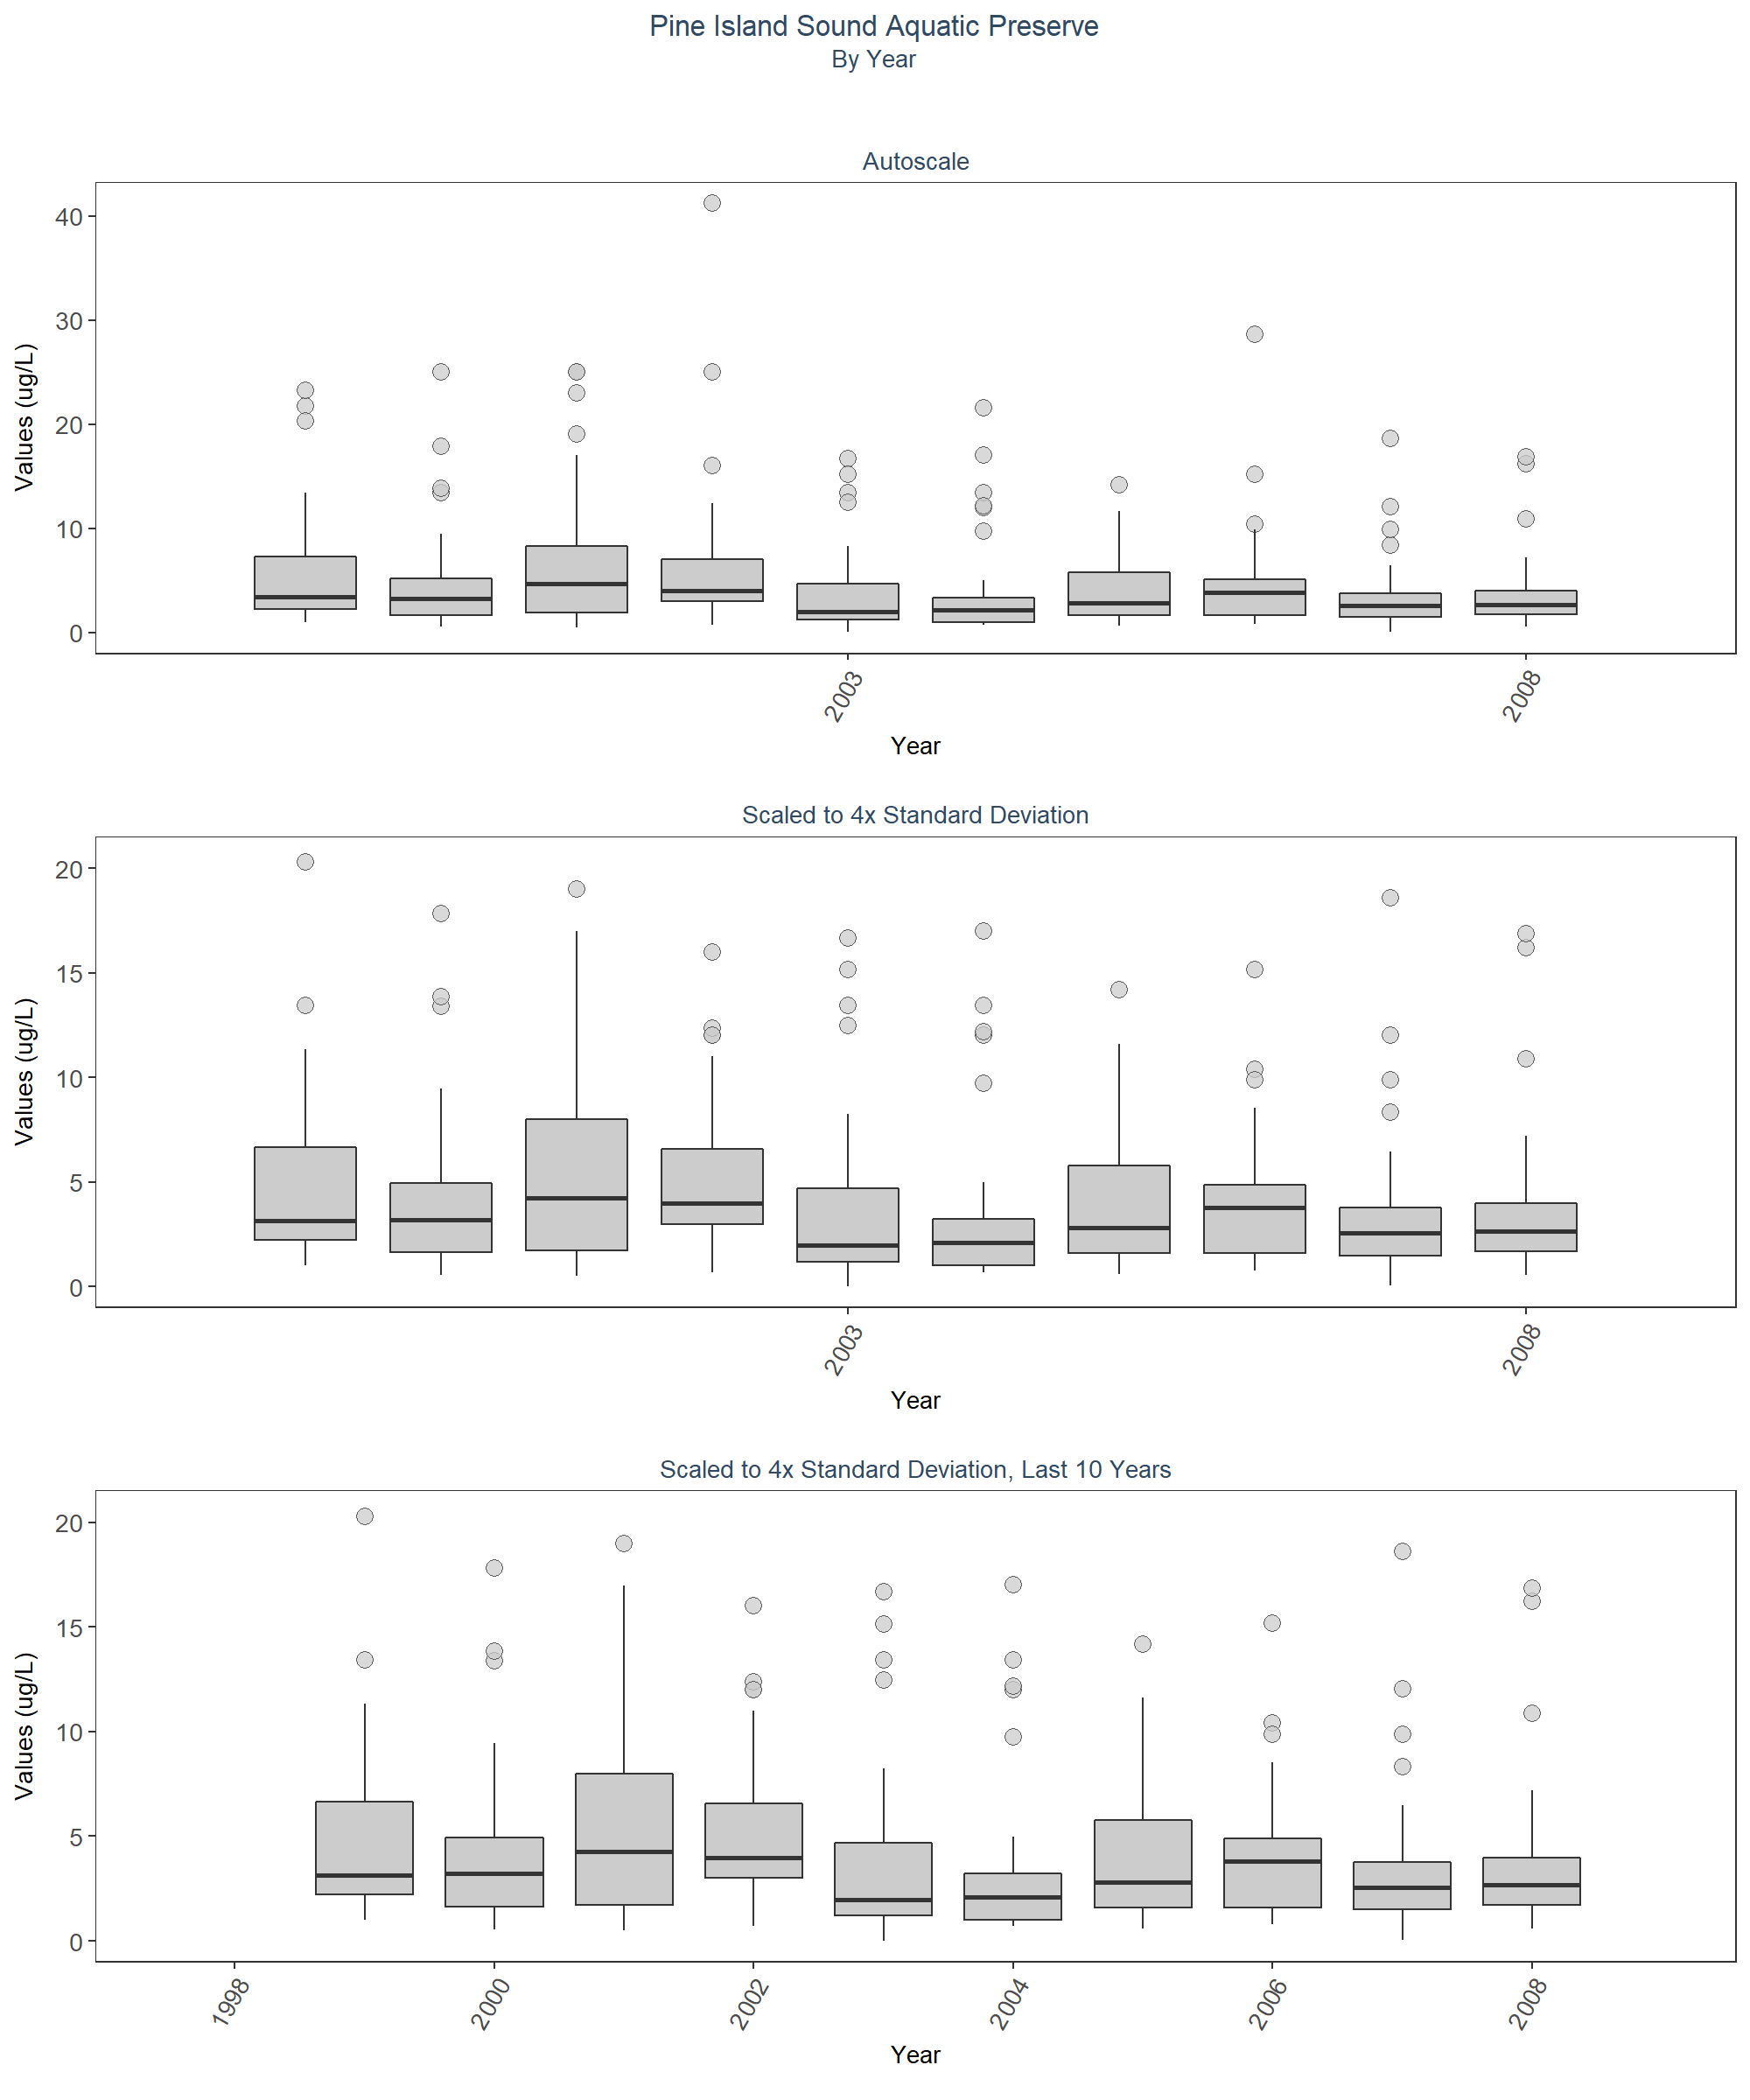 Pine Island Sound Aquatic Preserve
By Year
Autoscale
Values (ug/L)
40
30
20
10
0
2003
2008
Year
Scaled to 4x Standard Deviation
Values (ug/L)
20
15
10
5
0
2003
2008
Year
Scaled to 4x Standard Deviation, Last 10 Years
Values (ug/L)
20
15
10
5
0
1998
2000
2002
2004
2006
2008
Year